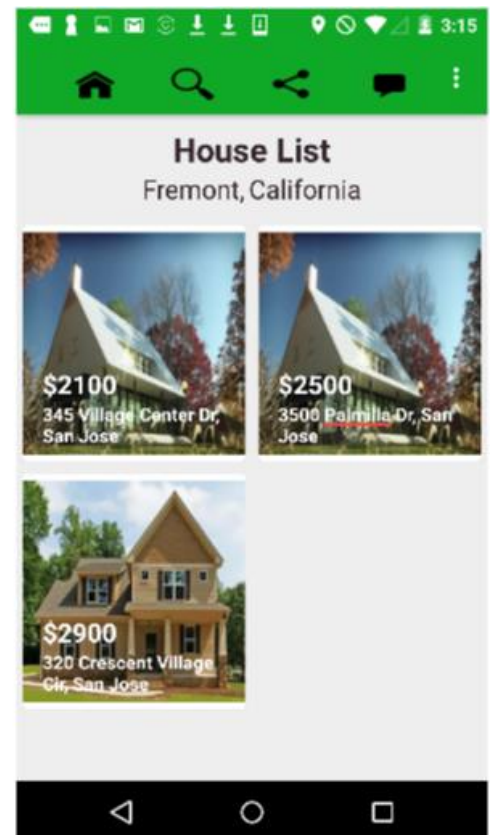 3:15
House List
Fremont, California
$2100
345 Village Center Dr,
San Jose
$2500
3500 Palmilla Dr, San
Jose
$2900
320 Crescent Village
Cir, San Jose